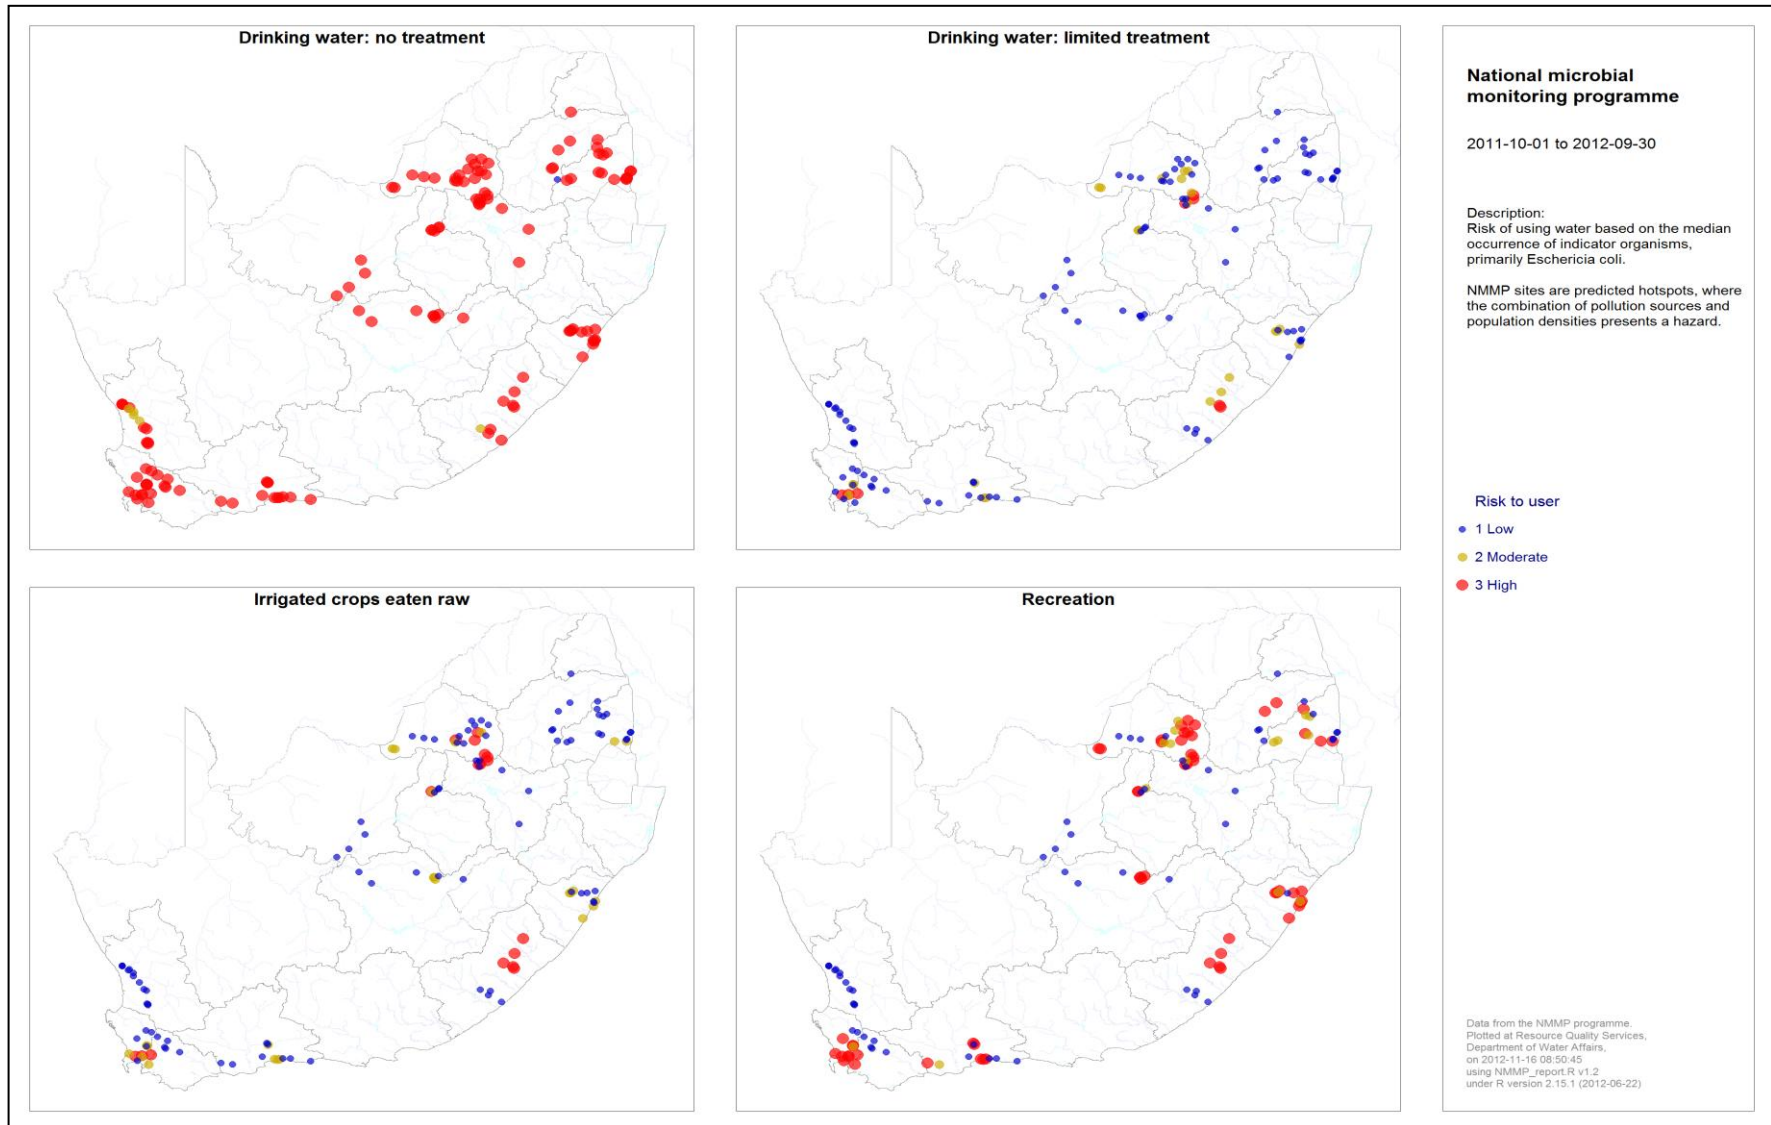 Drinking water: no treatment
Drinking water: limited treatment
Irrigated crops eaten raw
Recreation
National microbial
monitoring programme
2011-10-01 to 2012-09-30
Description:
Risk of using water based on the median
occurrence of indicator organisms,
primarily Eschericia coli.
NMMP sites are predicted hotspots, where
the combination of pollution sources and
population densities presents a hazard.
Risk to user
1 Low
2 Moderate
3 High
Data from the NMMP programme.
Plotted at Resource Quality Services,
Department of Water Affairs,
on 2012-11-16 08:50:45
using NMMP_report.R v1.2
under R version 2.15.1 (2012-06-22)